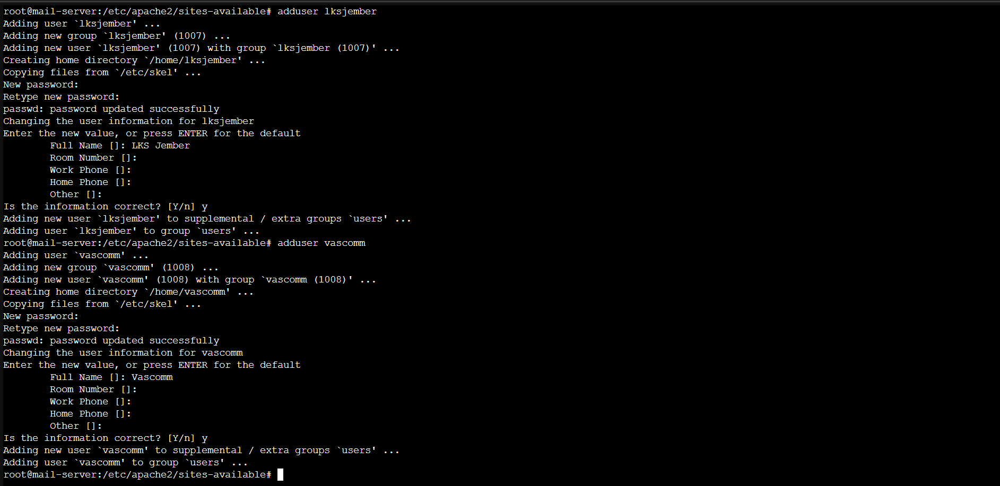 root@mail-server:/etc/apache2/sites-available# adduser lksjember
Adding user `lksjember' ...
Adding new group `lksjember' (1007) ...
Adding new user `lksjember' (1007) with group `lksjember (1007)' ...
Creating home directory `/home/lksjember' ...
Copying files from `/etc/skel' ...
New password:
Retype new password:
passwd: password updated successfully
Changing the user information for lksjember
Enter the new value, or press ENTER for the default
        Full Name []: LKS Jember
        Room Number []:
        Work Phone []:
        Home Phone []:
        Other []:
Is the information correct? [Y/n] y
Adding new user `lksjember' to supplemental / extra groups `users' ...
Adding user `lksjember' to group `users' ...
root@mail-server:/etc/apache2/sites-available# adduser vascomm
Adding user `vascomm' ...
Adding new group `vascomm' (1008) ...
Adding new user `vascomm' (1008) with group `vascomm (1008)' ...
Creating home directory `/home/vascomm' ...
Copying files from `/etc/skel' ...
New password:
Retype new password:
passwd: password updated successfully
Changing the user information for vascomm
Enter the new value, or press ENTER for the default
        Full Name []: Vascomm
        Room Number []:
        Work Phone []:
        Home Phone []:
        Other []:
Is the information correct? [Y/n] y
Adding new user `vascomm' to supplemental / extra groups `users' ...
Adding user `vascomm' to group `users' ...
root@mail-server:/etc/apache2/sites-available#